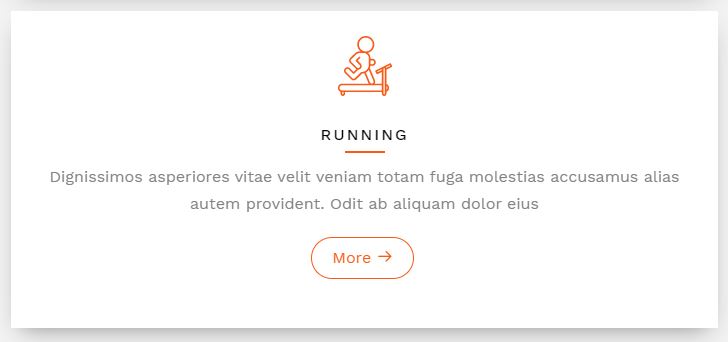 RUNNING
Dignissimos asperiores vitae velit veniam totam fuga molestias accusamus alias
autem provident. Odit ab aliquam dolor eius
More →